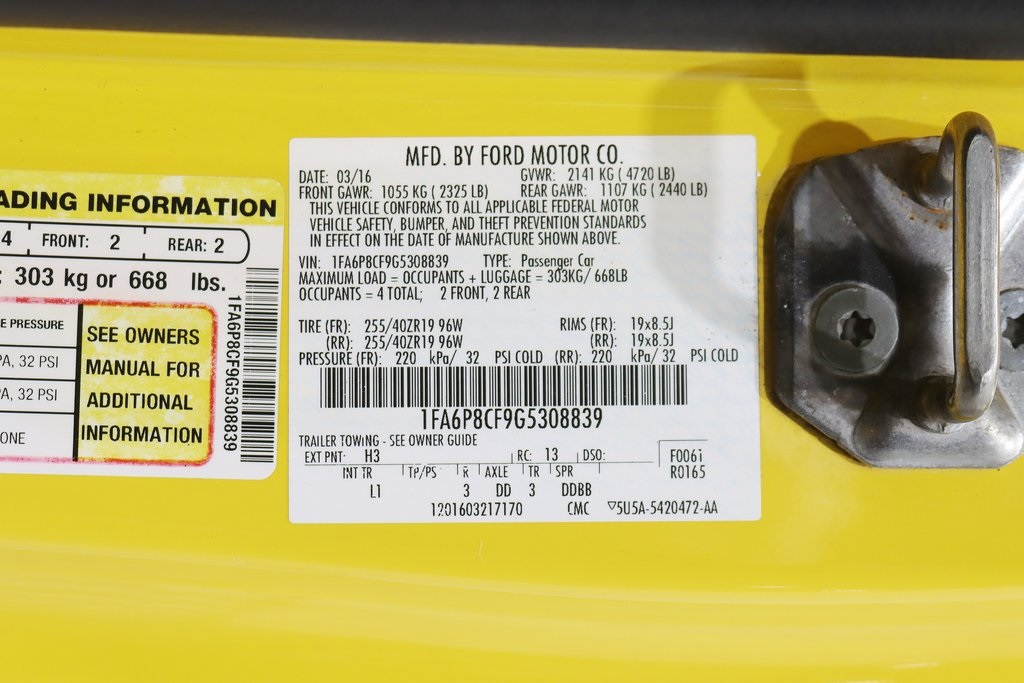 ADING INFORMATION
4 FRONT: 2 REAR: 2
: 303 kg or 668 lbs.
E PRESSURE
PA, 32 PSI
PA, 32 PSI
ONE
SEE OWNERS
MANUAL FOR
ADDITIONAL
INFORMATION
1FA6P8CF9G5308839
MFD. BY FORD MOTOR CO.
DATE: 03/16 GVWR: 2141 KG ( 4720 LB)
FRONT GAWR: 1055 KG ( 2325 LB) REAR GAWR: 1107 KG ( 2440 LB)
THIS VEHICLE CONFORMS TO ALL APPLICABLE FEDERAL MOTOR
VEHICLE SAFETY, BUMPER, AND THEFT PREVENTION STANDARDS
IN EFFECT ON THE DATE OF MANUFACTURE SHOWN ABOVE.
VIN: 1FA6P8CF9G5308839 TYPE: Passenger Car
MAXIMUM LOAD = OCCUPANTS + LUGGAGE = 303KG/ 668LB
OCCUPANTS = 4 TOTAL; 2 FRONT, 2 REAR
TIRE (FR): 255/40ZR19 96W RIMS (FR): 19x8.5J
(RR): 255/40ZR19 96W (RR): 19x8.5J
PRESSURE (FR): 220 kPa/ 32 PSI COLD (RR): 220 kPa/ 32 PSI COLD
1FA6P8CF9G5308839
TRAILER TOWING - SEE OWNER GUIDE
EXT PNT: H3 RC: 13 DSO: F0061
INT TR TP/PS R AXLE TR SPR R0165
L1 3 DD 3 DDBB
1201603217170 CMC ▽5U5A-5420472-AA